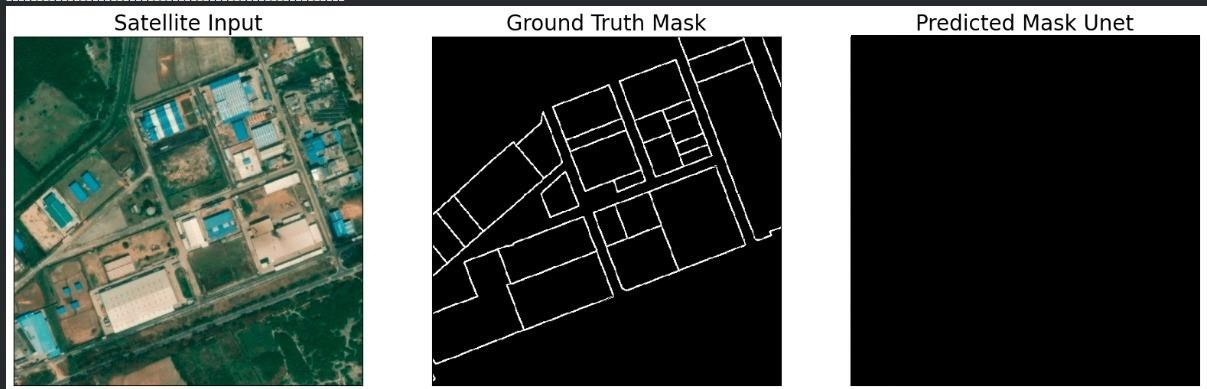 Satellite Input
Ground Truth Mask
Predicted Mask Unet